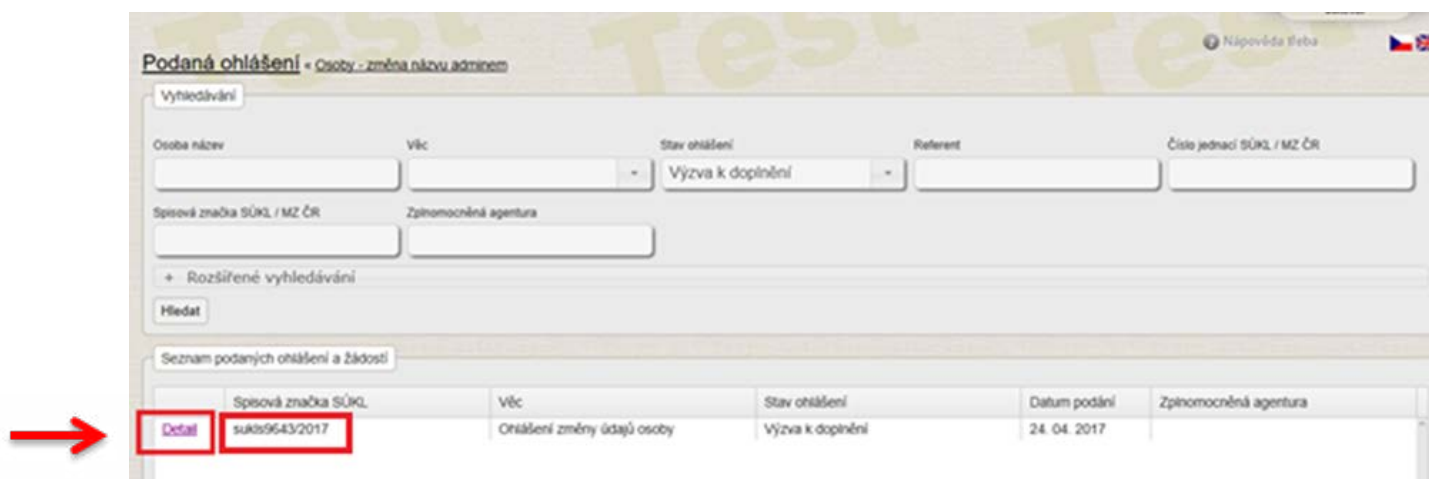 Test Test Test
Nápověda třeba
Podaná ohlášení « Osoby - změna názvu adminem
Vyhledávání
Osoba název Věc Stav ohlášení Referent Číslo jednací SÚKL / MZ ČR
Výzva k doplnění
Spisová značka SÚKL / MZ ČR Zplnomocněná agentura
+ Rozšířené vyhledávání
Hledat
Seznam podaných ohlášení a žádostí
Spisová značka SÚKL Věc Stav ohlášení Datum podání Zplnomocněná agentura
Detail sukls9643/2017 Ohlášení změny údajů osoby Výzva k doplnění 24. 04. 2017